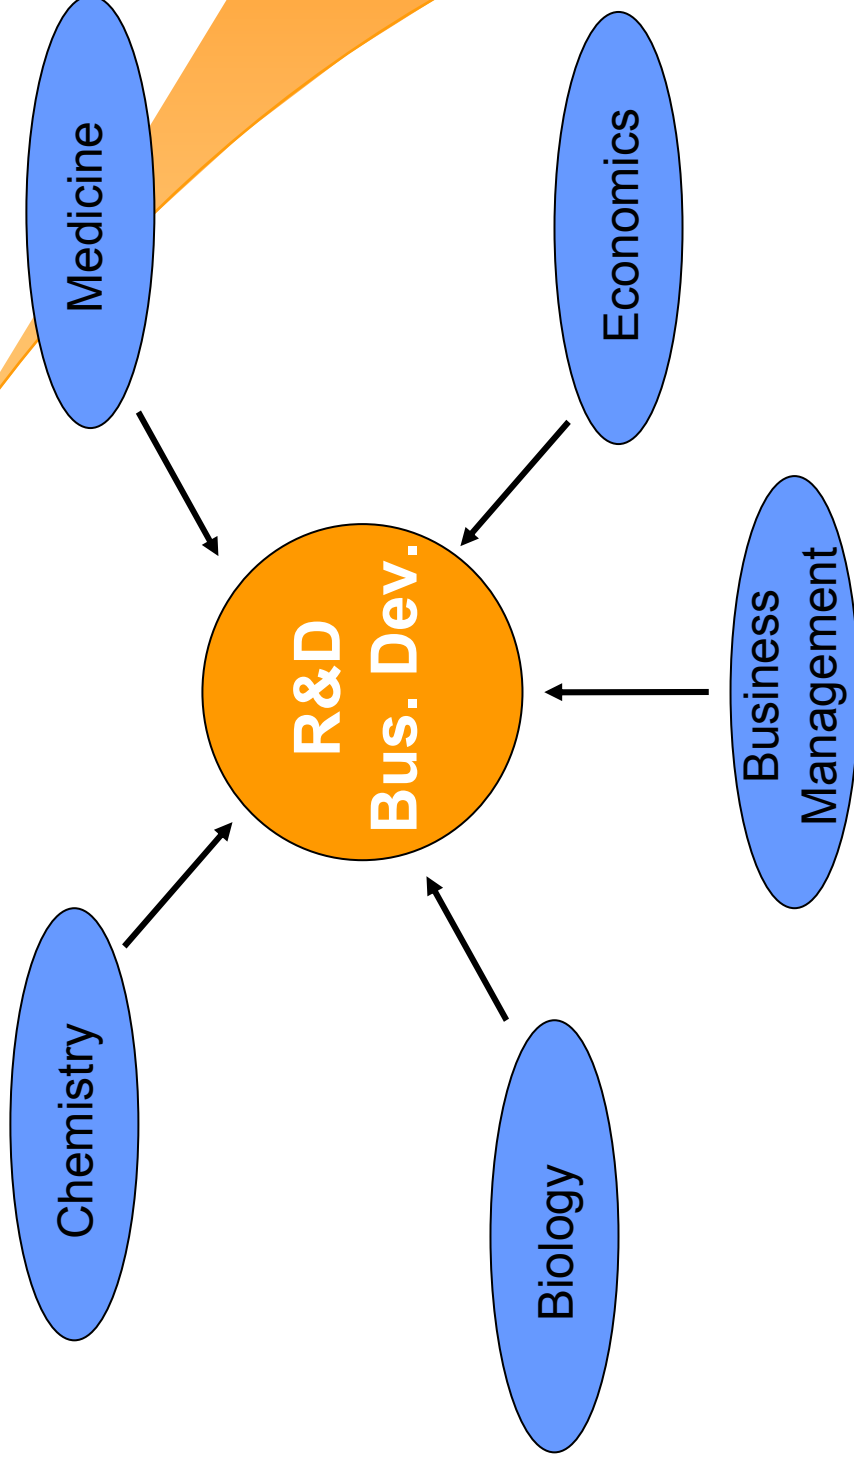 Chemistry
Medicine
R&D
Bus. Dev.
Biology
Economics
Business
Management